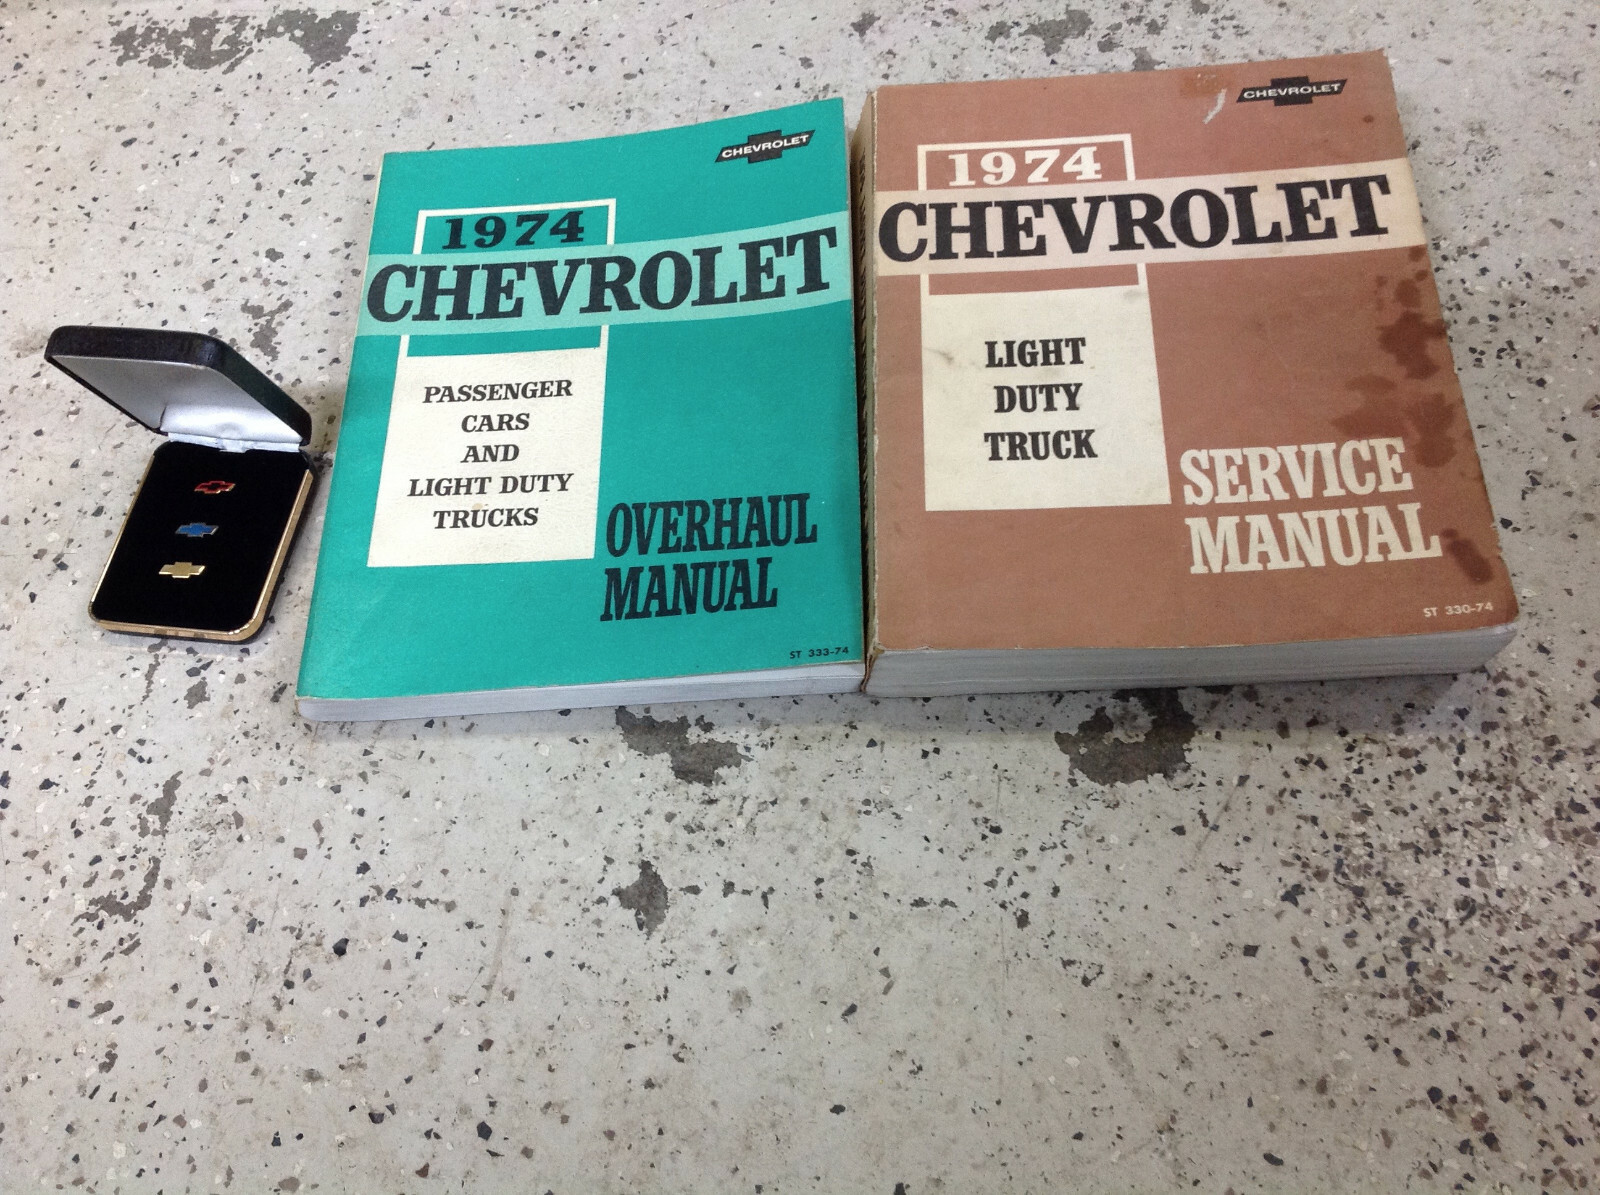 CHEVROLET
1974
CHEVROLET
PASSENGER
CARS
AND
LIGHT DUTY
TRUCKS
OVERHAUL
MANUAL
ST 333-74
CHEVROLET
1974
CHEVROLET
LIGHT
DUTY
TRUCK
SERVICE
MANUAL
ST 330-74